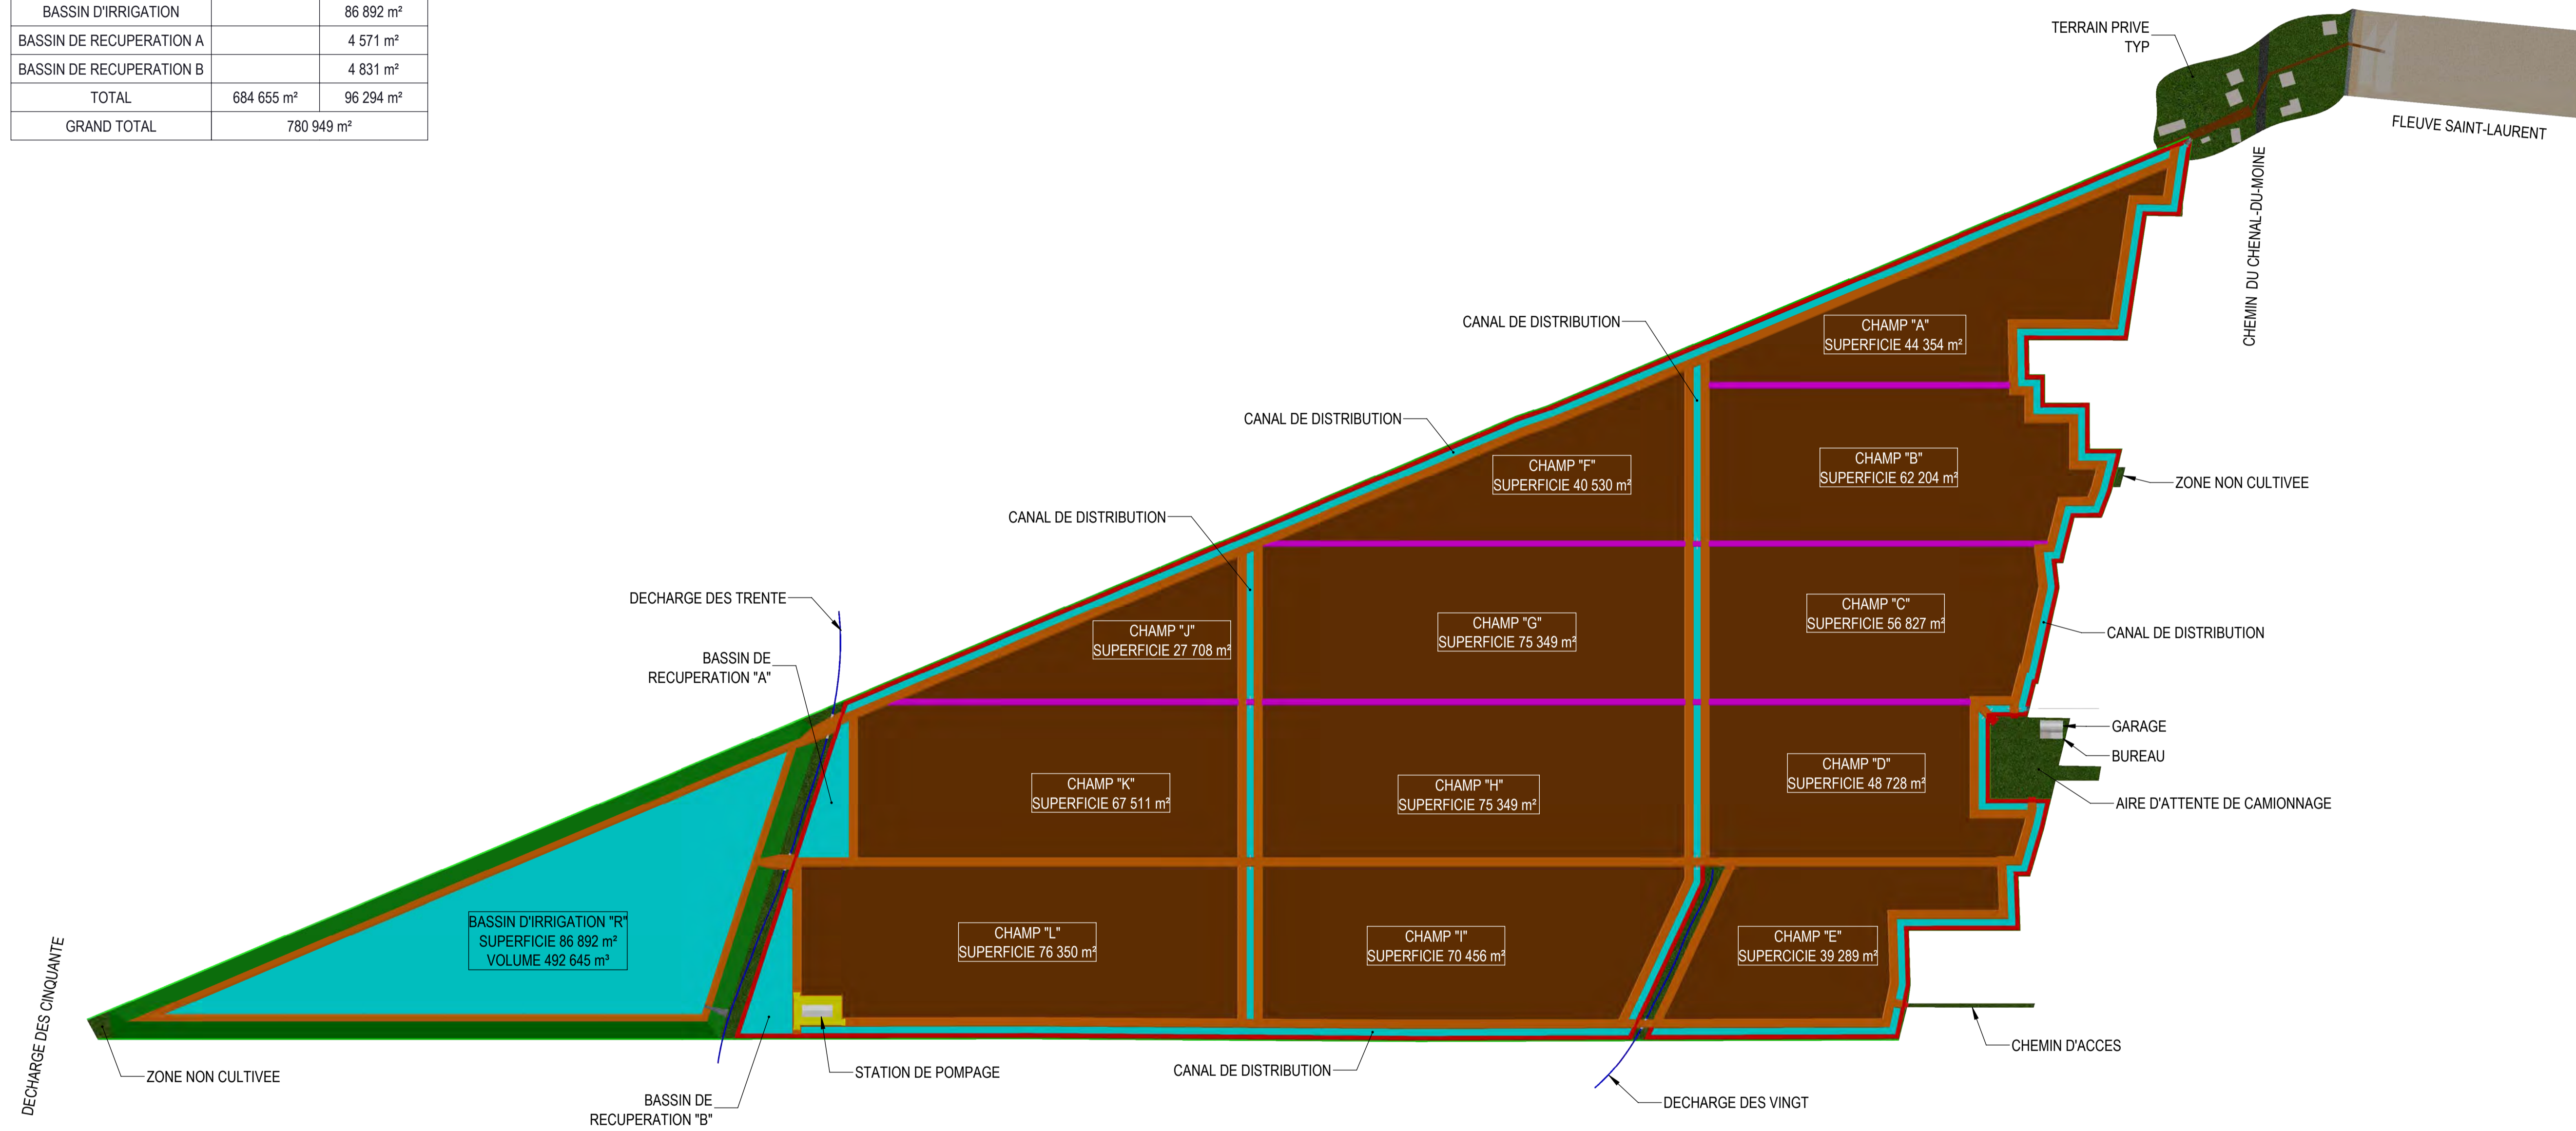 BASSIN D'IRRIGATION 86 892 m²
BASSIN DE RECUPERATION A 4 571 m²
BASSIN DE RECUPERATION B 4 831 m²
TOTAL 684 655 m² 96 294 m²
GRAND TOTAL 780 949 m²
TERRAIN PRIVE
TYP
FLEUVE SAINT-LAURENT
CHEMIN DU CHENAL-DU-MOINE
CANAL DE DISTRIBUTION
CHAMP "A"
SUPERFICIE 44 354 m²
CANAL DE DISTRIBUTION
CHAMP "F"
SUPERFICIE 40 530 m²
CHAMP "B"
SUPERFICIE 62 204 m²
ZONE NON CULTIVEE
CANAL DE DISTRIBUTION
DECHARGE DES TRENTE
CHAMP "J"
SUPERFICIE 27 708 m²
CHAMP "G"
SUPERFICIE 75 349 m²
CHAMP "C"
SUPERFICIE 56 827 m²
CANAL DE DISTRIBUTION
BASSIN DE
RECUPERATION "A"
GARAGE
BUREAU
CHAMP "K"
SUPERFICIE 67 511 m²
CHAMP "H"
SUPERFICIE 75 349 m²
CHAMP "D"
SUPERFICIE 48 728 m²
AIRE D'ATTENTE DE CAMIONNAGE
BASSIN D'IRRIGATION "R"
SUPERFICIE 86 892 m²
VOLUME 492 645 m³
CHAMP "L"
SUPERFICIE 76 350 m²
CHAMP "I"
SUPERFICIE 70 456 m²
CHAMP "E"
SUPERCICIE 39 289 m²
DECHARGE DES CINQUANTE
ZONE NON CULTIVEE
STATION DE POMPAGE
CANAL DE DISTRIBUTION
CHEMIN D'ACCES
BASSIN DE
RECUPERATION "B"
DECHARGE DES VINGT